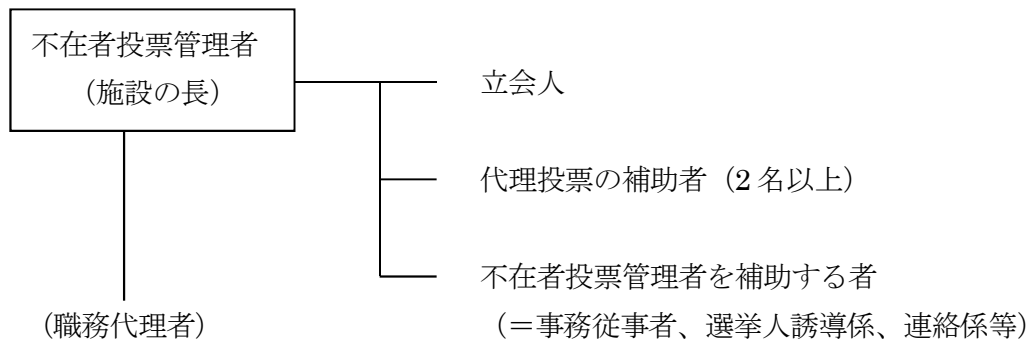 不在者投票管理者
（施設の長）
立会人
代理投票の補助者（2名以上）
不在者投票管理者を補助する者
（職務代理者）
（＝事務従事者、選挙人誘導係、連絡係等）